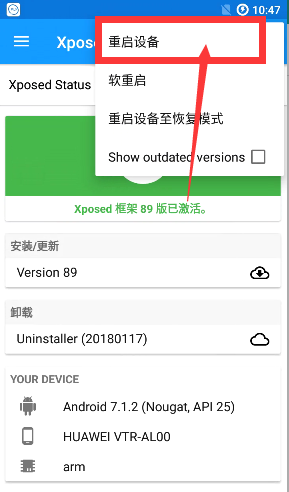 10:47
Xpose
重启设备
Xposed Status
软重启
重启设备至恢复模式
Show outdated versions
Xposed 框架 89 版已激活。
安装/更新
Version 89
卸载
Uninstaller (20180117)
YOUR DEVICE
Android 7.1.2 (Nougat, API 25)
HUAWEI VTR-AL00
arm